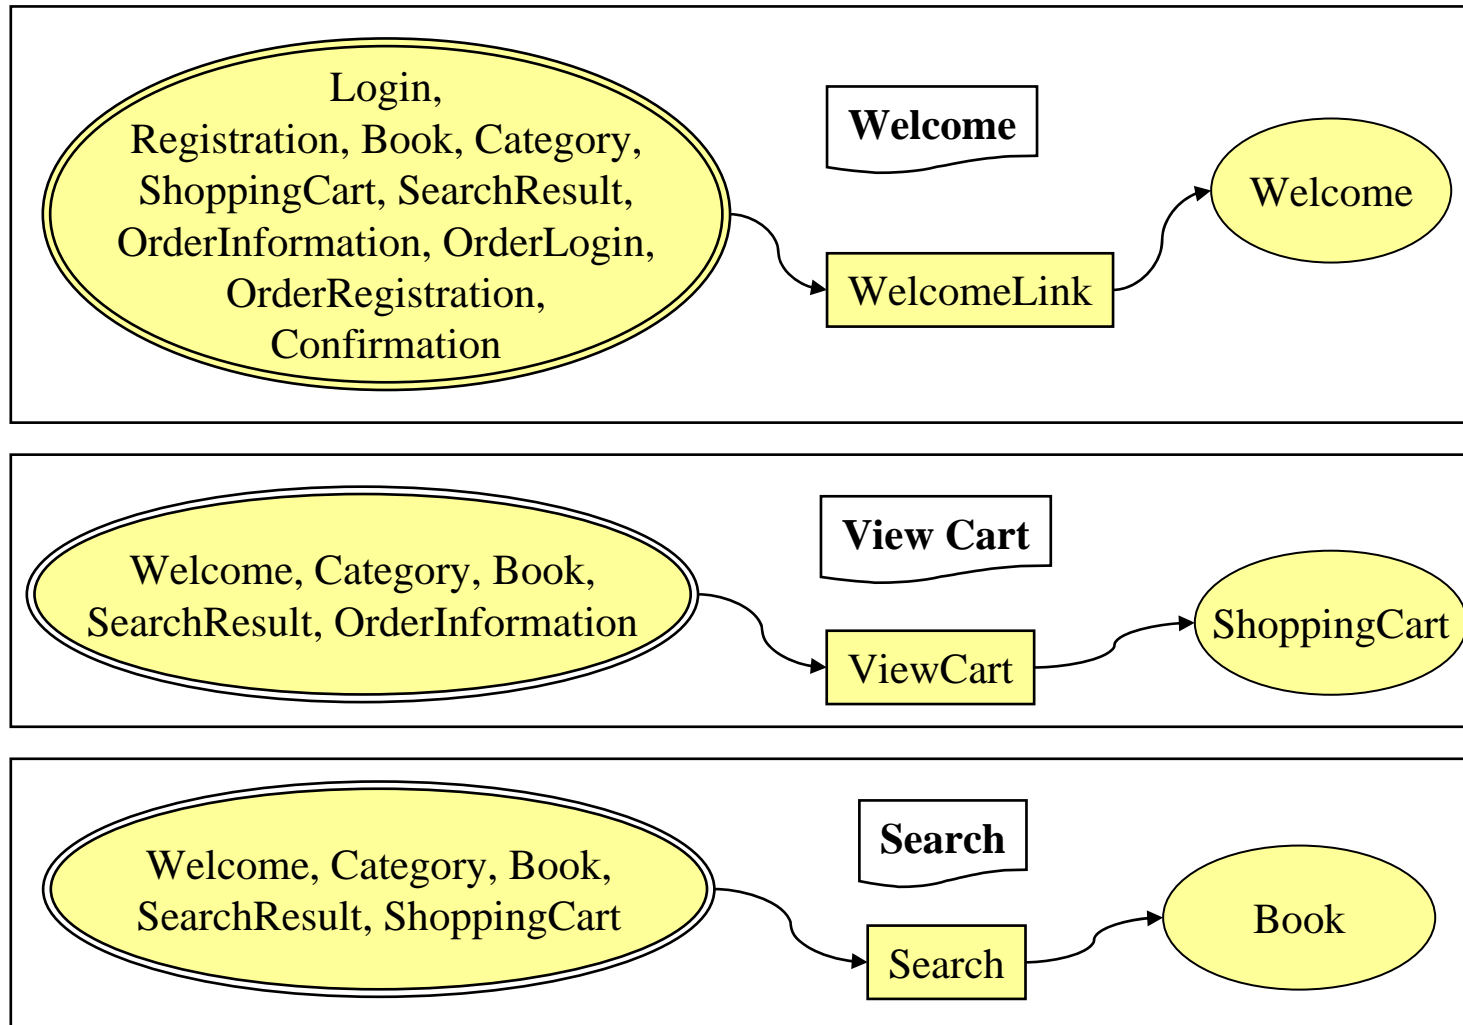 Login,
Registration, Book, Category,
ShoppingCart, SearchResult,
OrderInformation, OrderLogin,
OrderRegistration,
Confirmation
Welcome
WelcomeLink
Welcome
Welcome, Category, Book,
SearchResult, OrderInformation
View Cart
ViewCart
ShoppingCart
Welcome, Category, Book,
SearchResult, ShoppingCart
Search
Search
Book